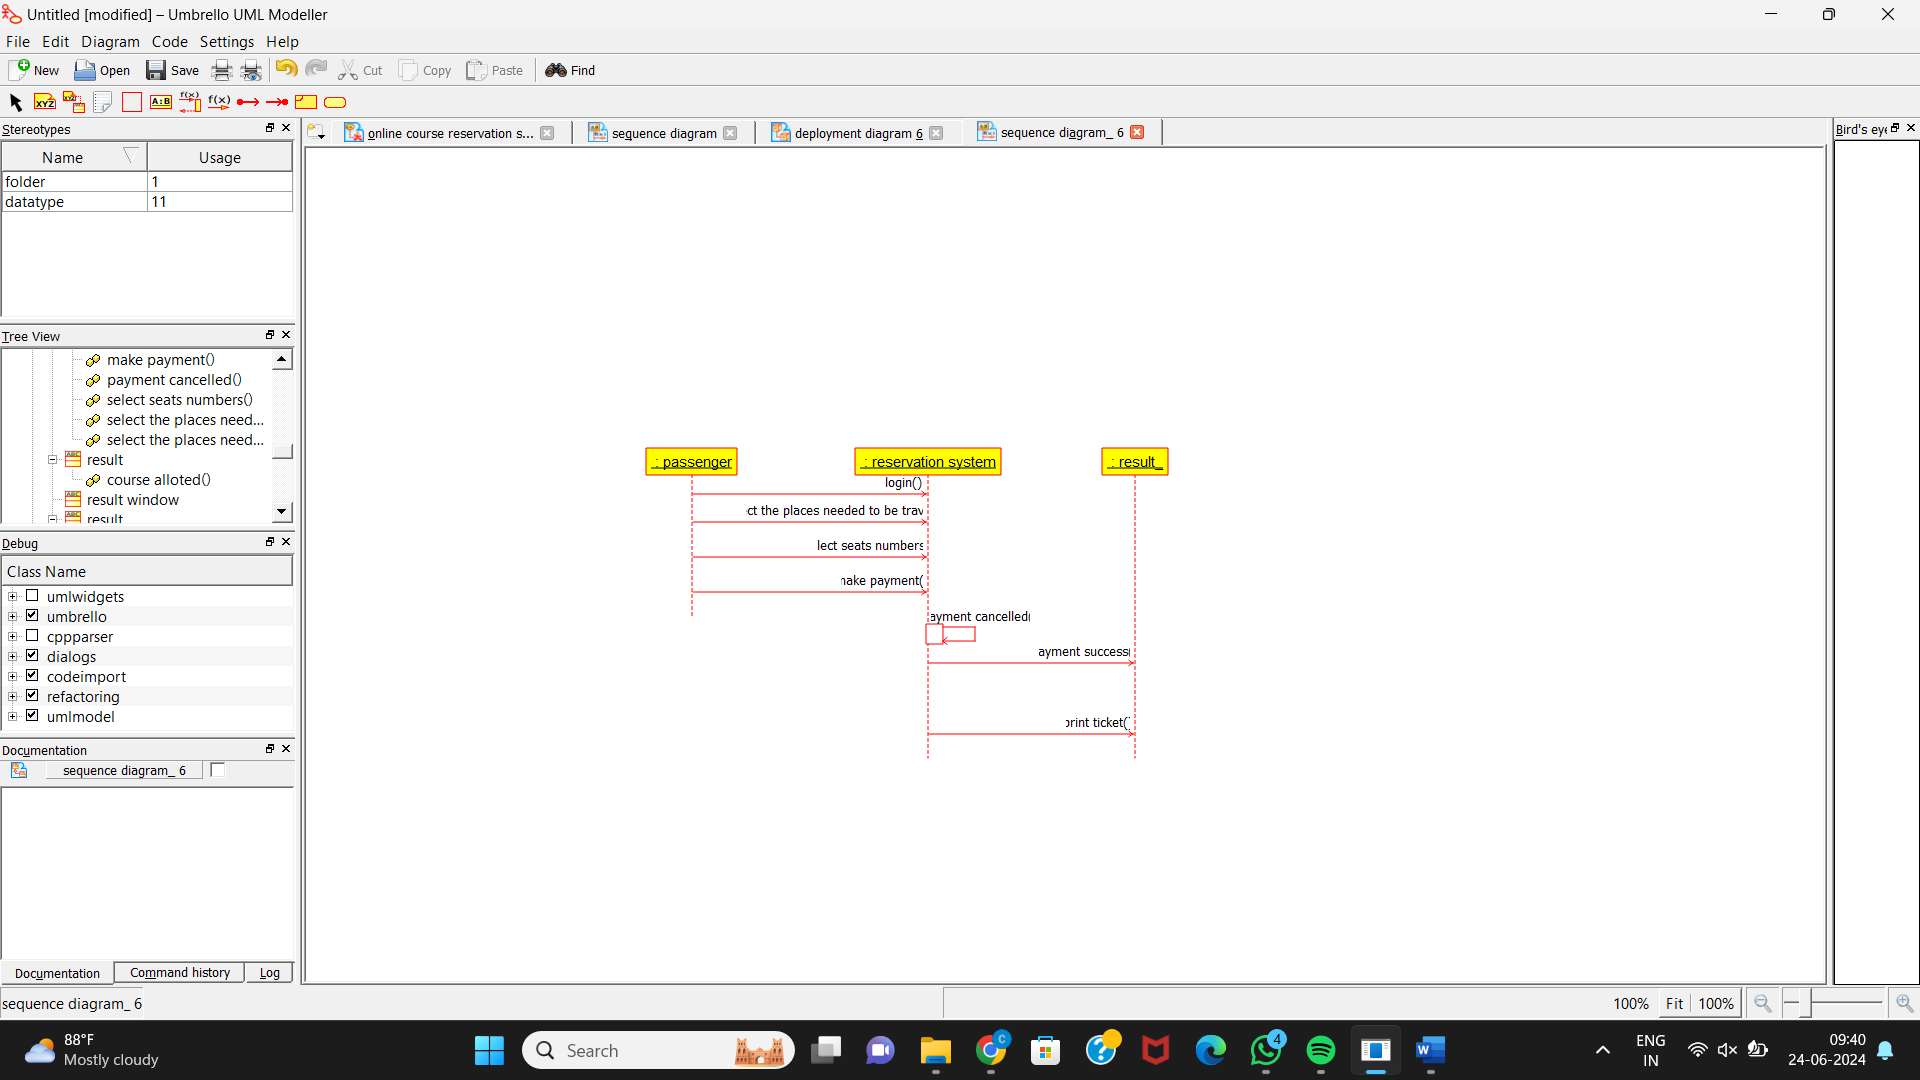 Untitled [modified] – Umbrello UML Modeller
File Edit Diagram Code Settings Help
New Open Save Cut Copy Paste Find
Stereotypes
Name Usage
folder 1
datatype 11
Tree View
make payment()
payment cancelled()
select seats numbers()
select the places need...
select the places need...
result
course alloted()
result window
result
Debug
Class Name
umlwidgets
umbrello
cppparser
dialogs
codeimport
refactoring
umlmodel
Documentation
sequence diagram_ 6
Documentation Command history Log
online course reservation s... sequence diagram deployment diagram 6 sequence diagram_ 6
Bird's eye
: passenger : reservation system : result_
login()
ct the places needed to be trav
lect seats numbers
make payment(
ayment cancelled(
ayment success(
print ticket()
sequence diagram_ 6
100% Fit 100%
88°F
Mostly cloudy
Search
4
ENG
IN
09:40
24-06-2024